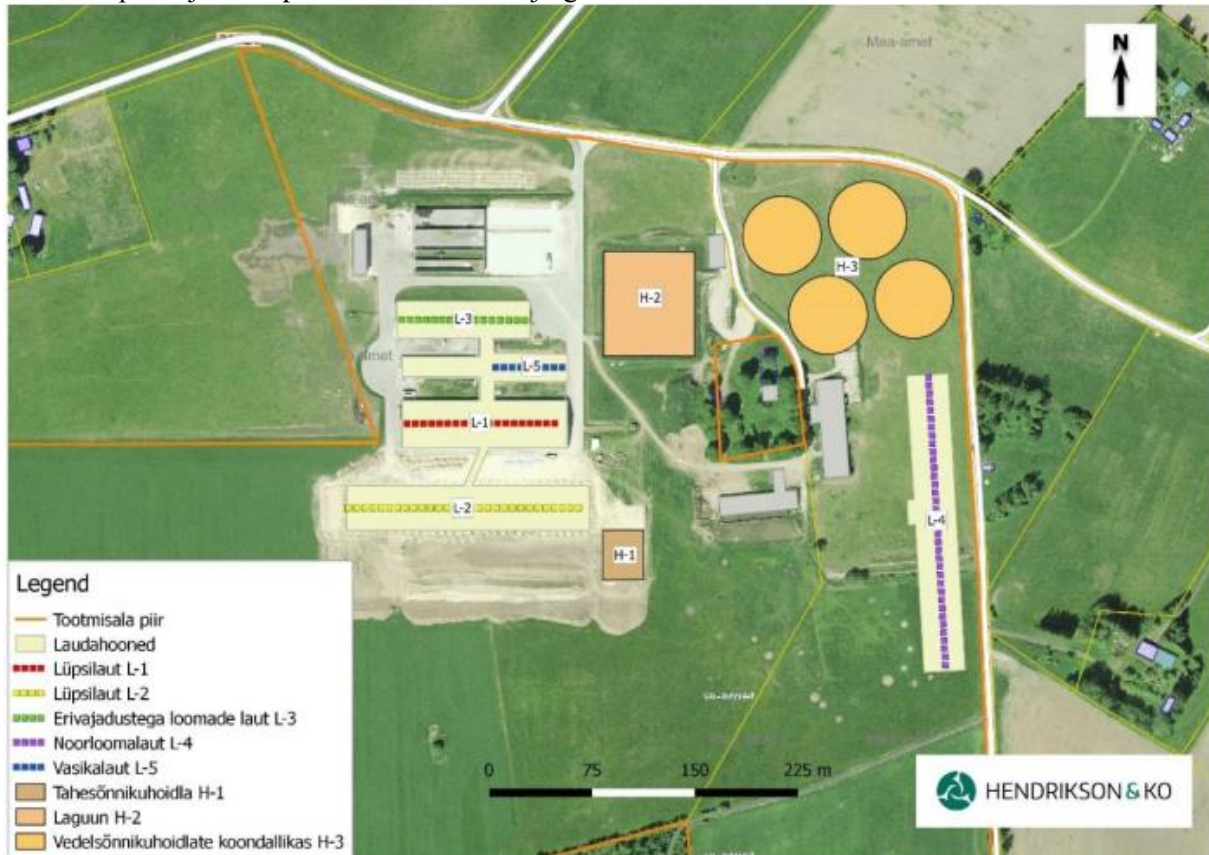 Maa-amet
N
L-3
L-5
L-1
L-2
H-2
H-3
H-1
L-4
Legend
Tootmisala piir
Laudahooned
Lüpsilaut L-1
Lüpsilaut L-2
Erivajadustega loomade laut L-3
Noorloomalaut L-4
Vasikalaut L-5
Tahesõnnikuhoidla H-1
Laguun H-2
Vedelsõnnikuhoidlate koondallikas H-3
0 75 150 225 m
HENDRIKSON & KO